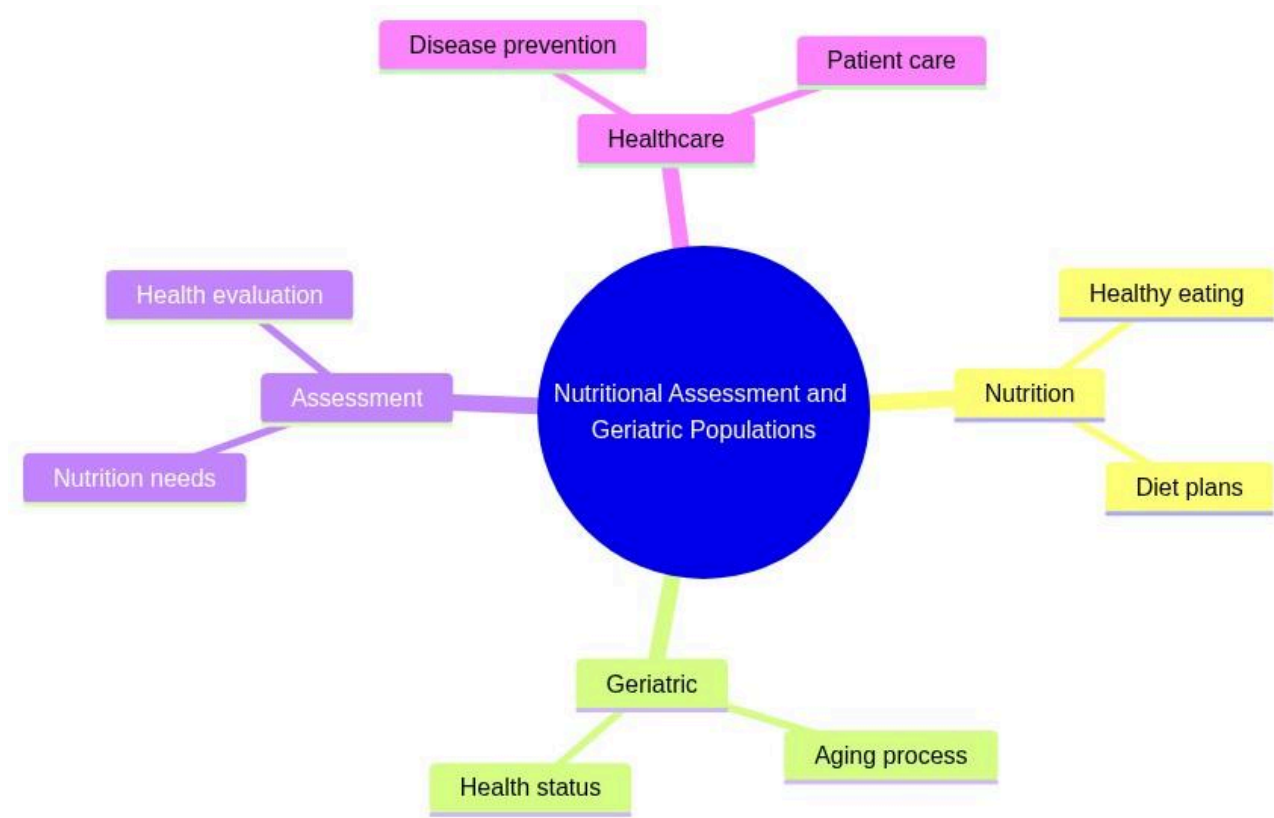 Disease prevention
Patient care
Healthcare
Health evaluation
Healthy eating
Assessment
Nutritional Assessment and
Geriatric Populations
Nutrition
Nutrition needs
Diet plans
Geriatric
Aging process
Health status